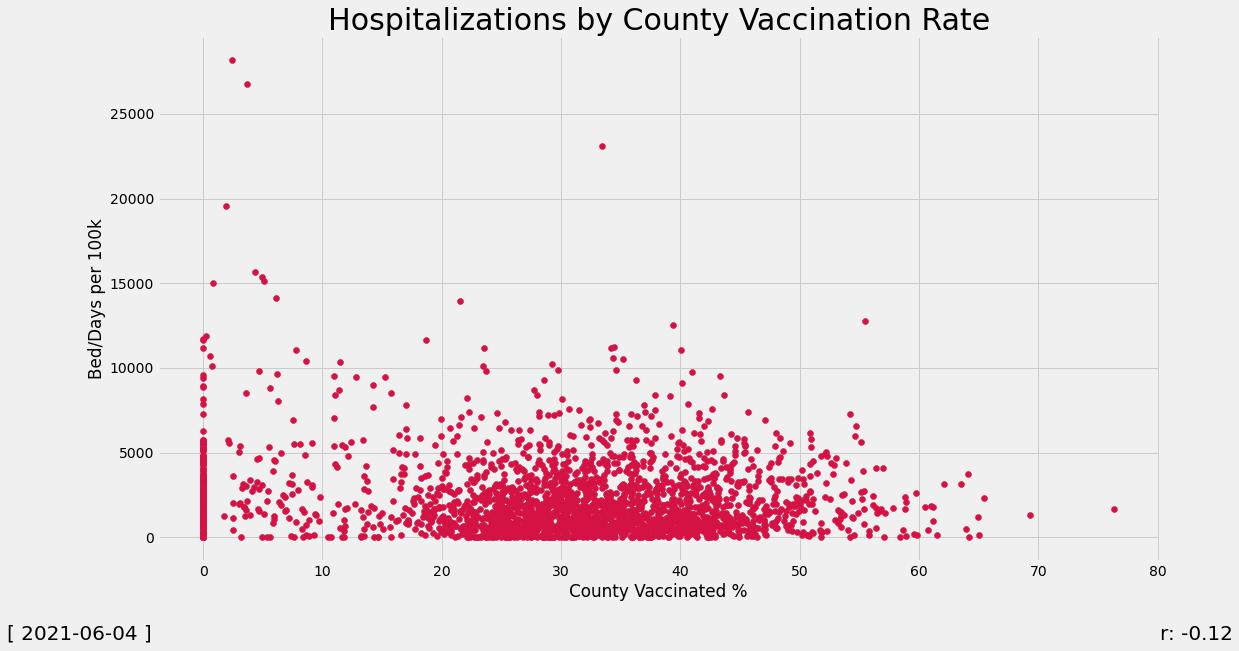 Hospitalizations by County Vaccination Rate
25000
20000
15000
10000
5000
0
Bed/Days per 100k
0 10 20 30 40 50 60 70 80
County Vaccinated %
[ 2021-06-04 ]
r: -0.12